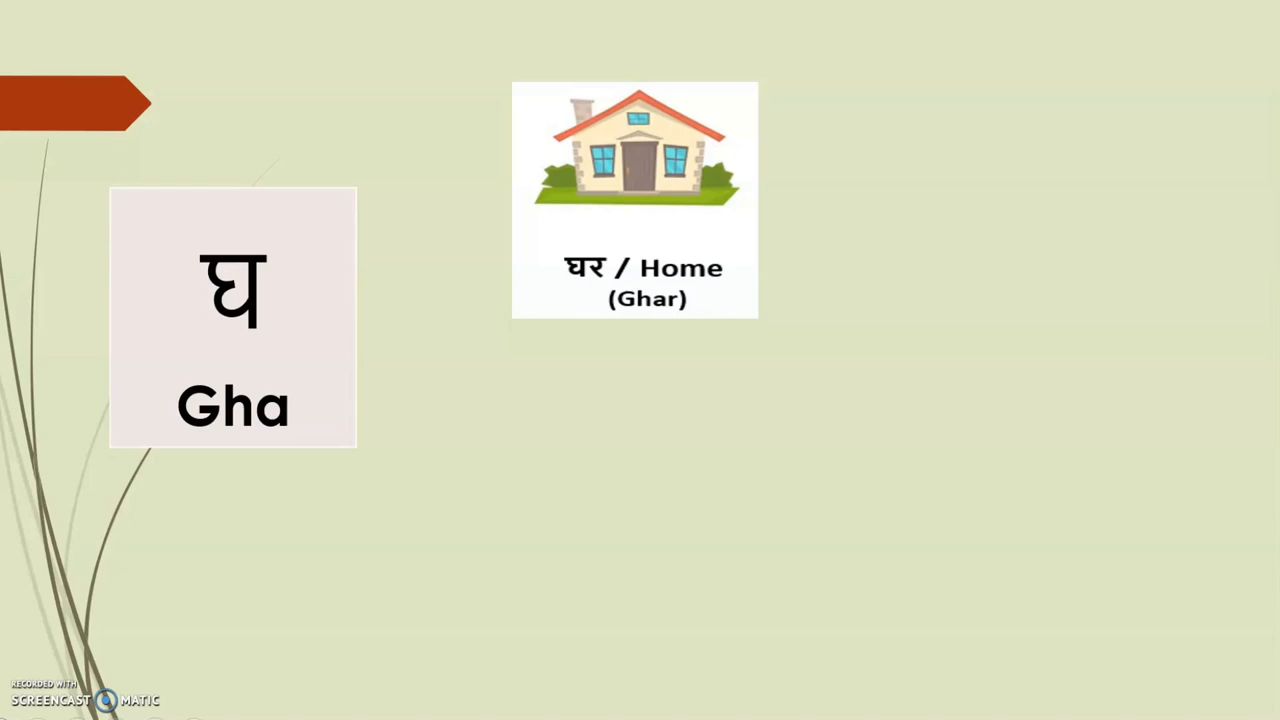 घ
Gha
घर / Home
(Ghar)
RECORDED WITH
SCREENCAST MATIC